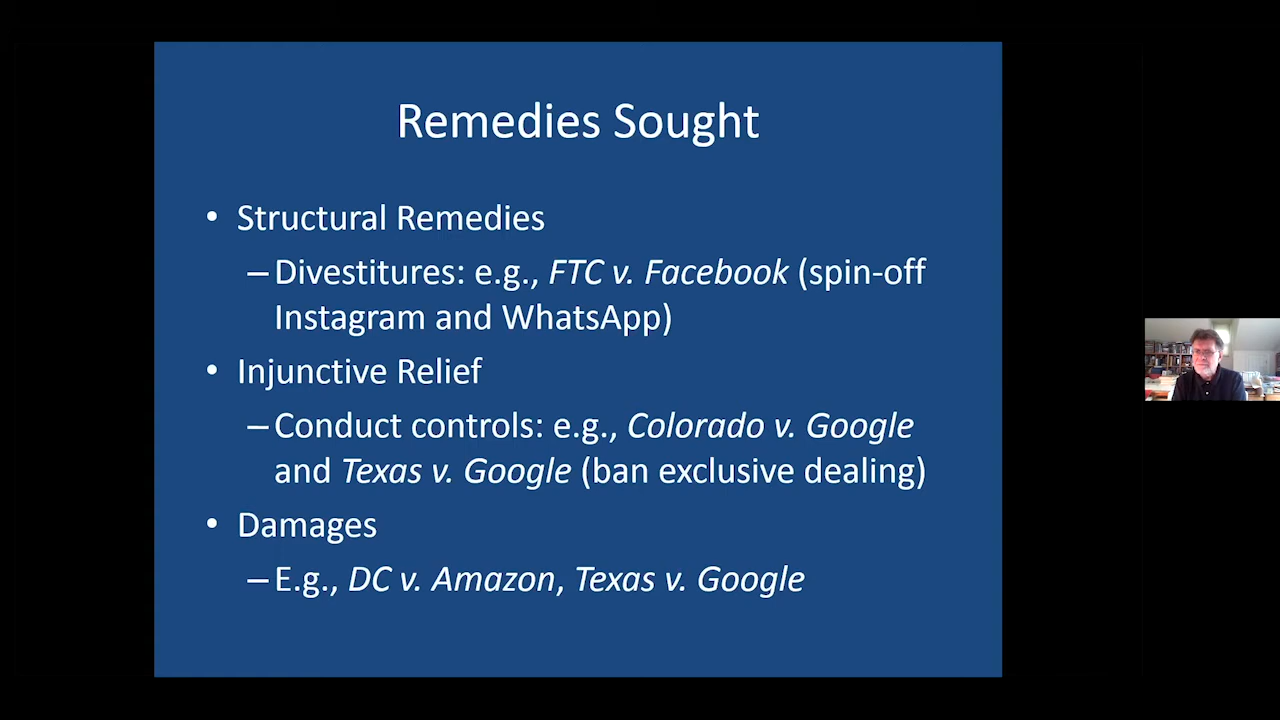 Remedies Sought
• Structural Remedies
–Divestitures: e.g., FTC v. Facebook (spin-off
Instagram and WhatsApp)
• Injunctive Relief
–Conduct controls: e.g., Colorado v. Google
and Texas v. Google (ban exclusive dealing)
• Damages
–E.g., DC v. Amazon, Texas v. Google